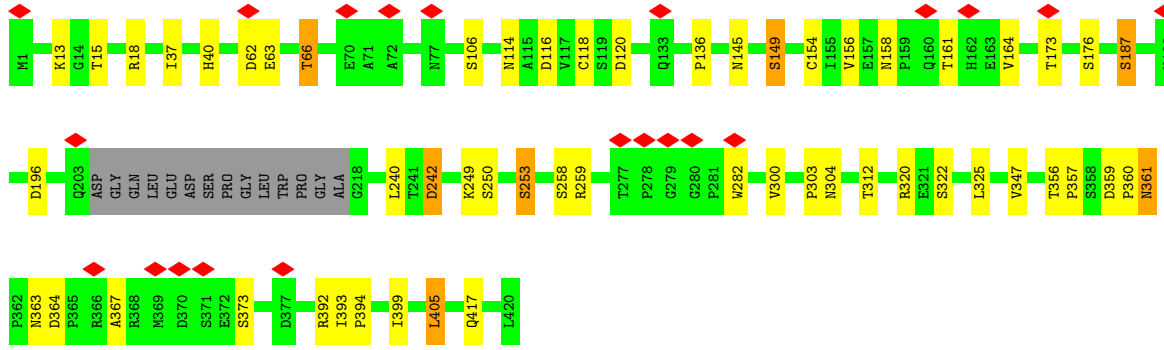 M1 K13 G14 T15 R18 I37 H40 D62 E63 T66 E70 A71 A72 N77 S106 N114 A115 D116 V117 C118 S119 D120 Q133 P136 N145 S149 C154 I155 V156 E157 N158 P159 Q160 T161 H162 E163 V164 T173 S176 S187
D196 Q203 ASP GLY GLN LEU GLU ASP SER PRO GLY LEU TRP PRO GLY ALA G218 L240 T241 D242 K249 S250 S253 S258 R259 T277 P278 G279 G280 P281 W282 V300 P303 N304 T312 R320 E321 S322 L325 V347 T356 P357 S358 D359 P360 N361
P362 N363 D364 P365 R366 A367 R368 M369 D370 S371 E372 S373 D377 R392 I393 P394 I399 L405 Q417 L420